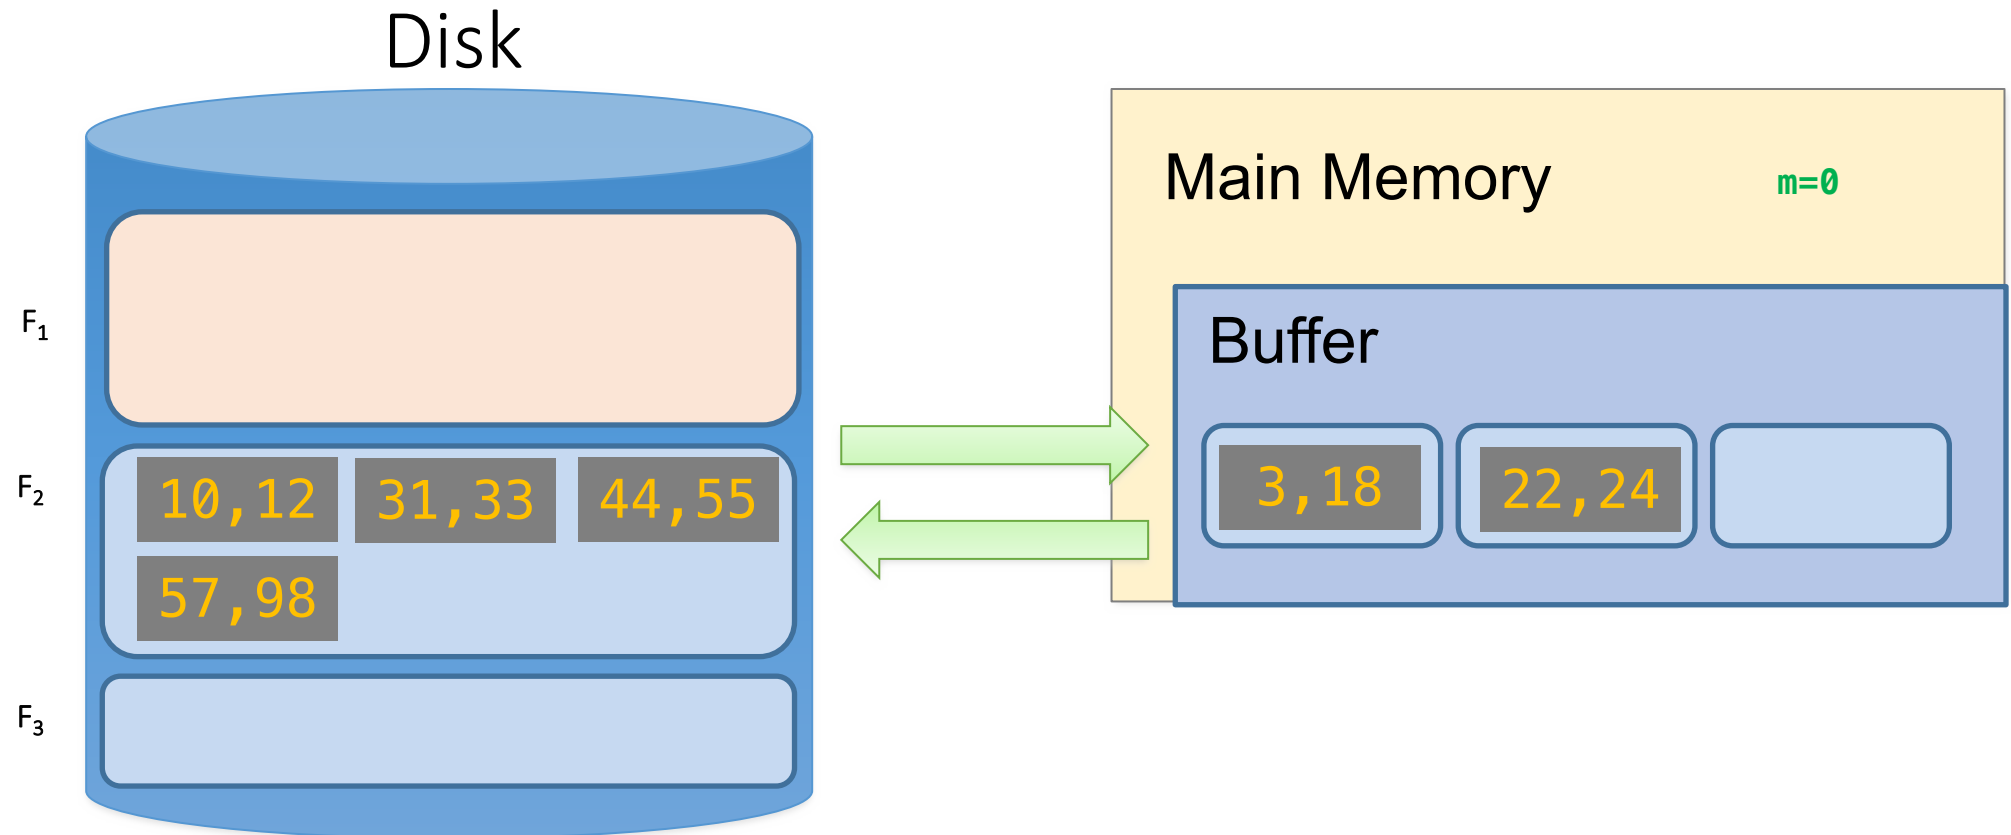 Disk
Main Memory
m=0
F1
Buffer
F2
10,12
31,33
44,55
3,18
22,24
57,98
F3